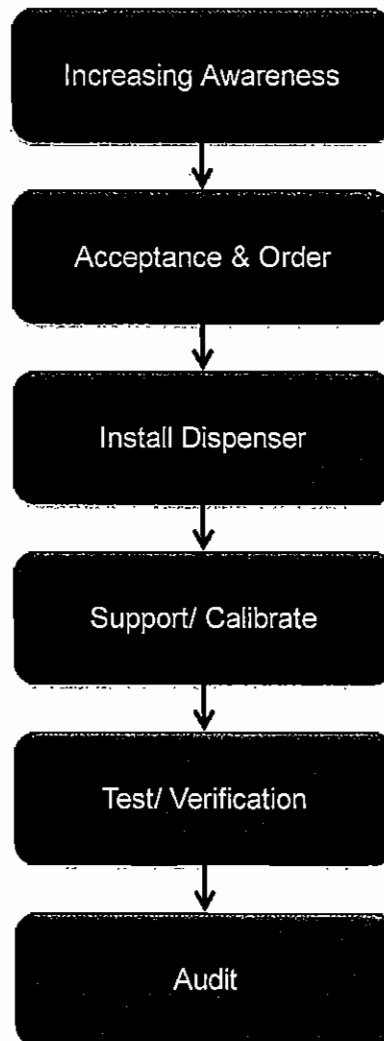 Increasing Awareness
Acceptance & Order
Install Dispenser
Support/ Calibrate
Test/ Verification
Audit